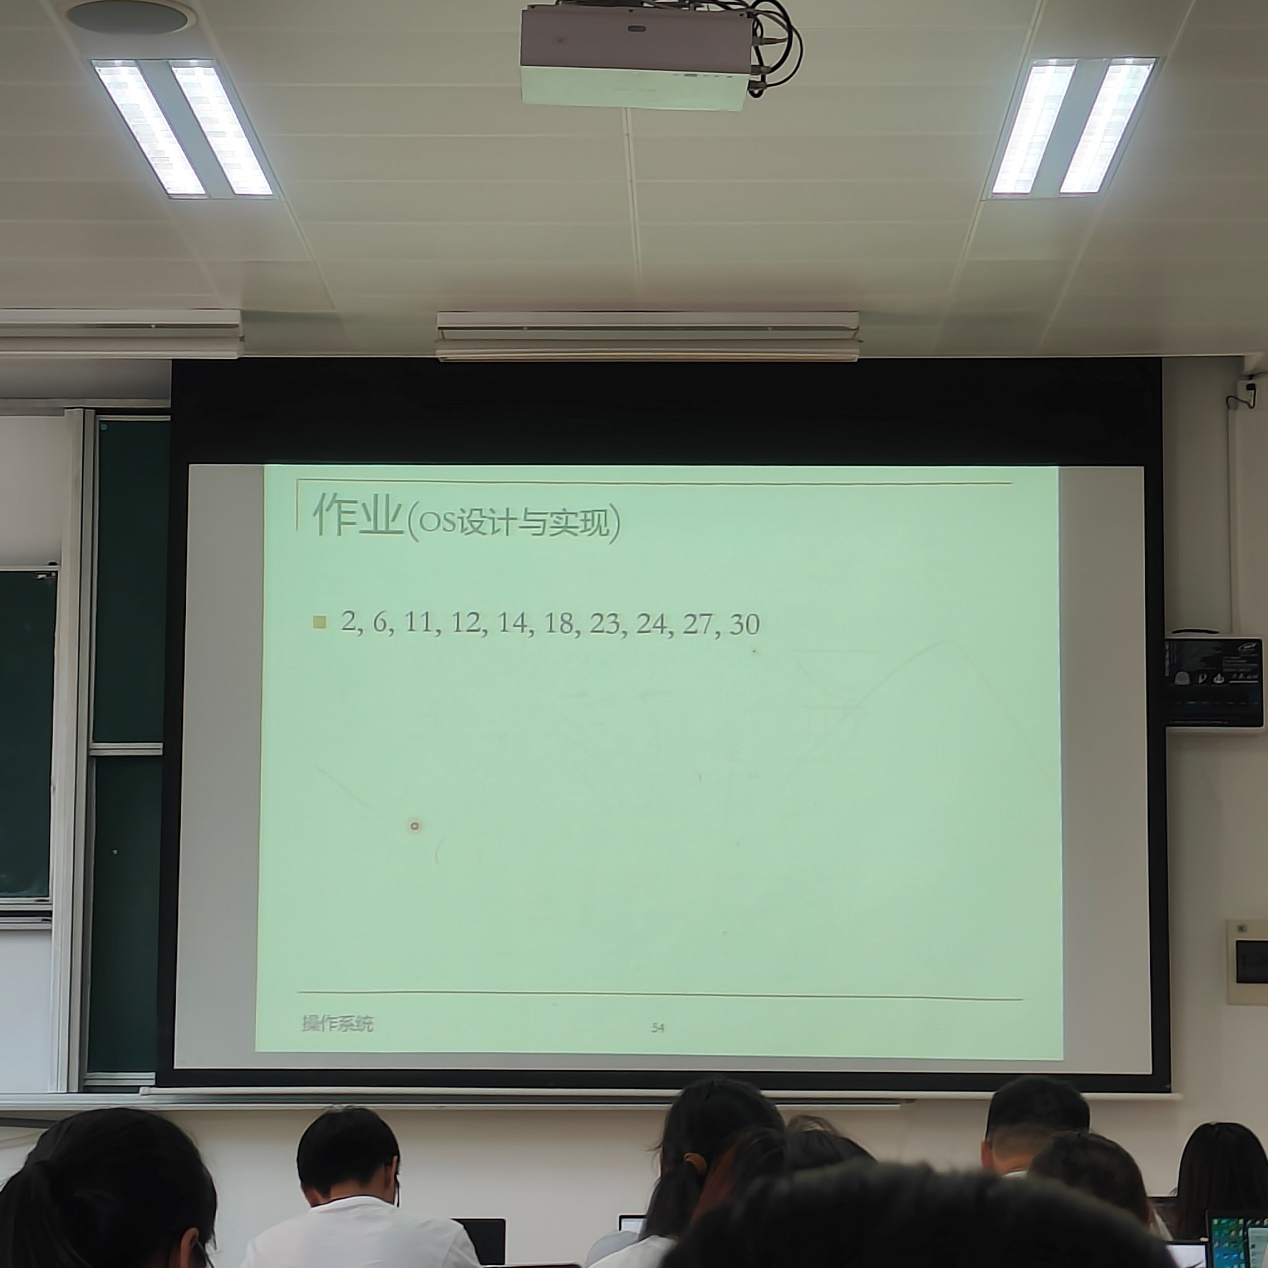 作业(OS设计与实现)
2, 6, 11, 12, 14, 18, 23, 24, 27, 30
操作系统
54